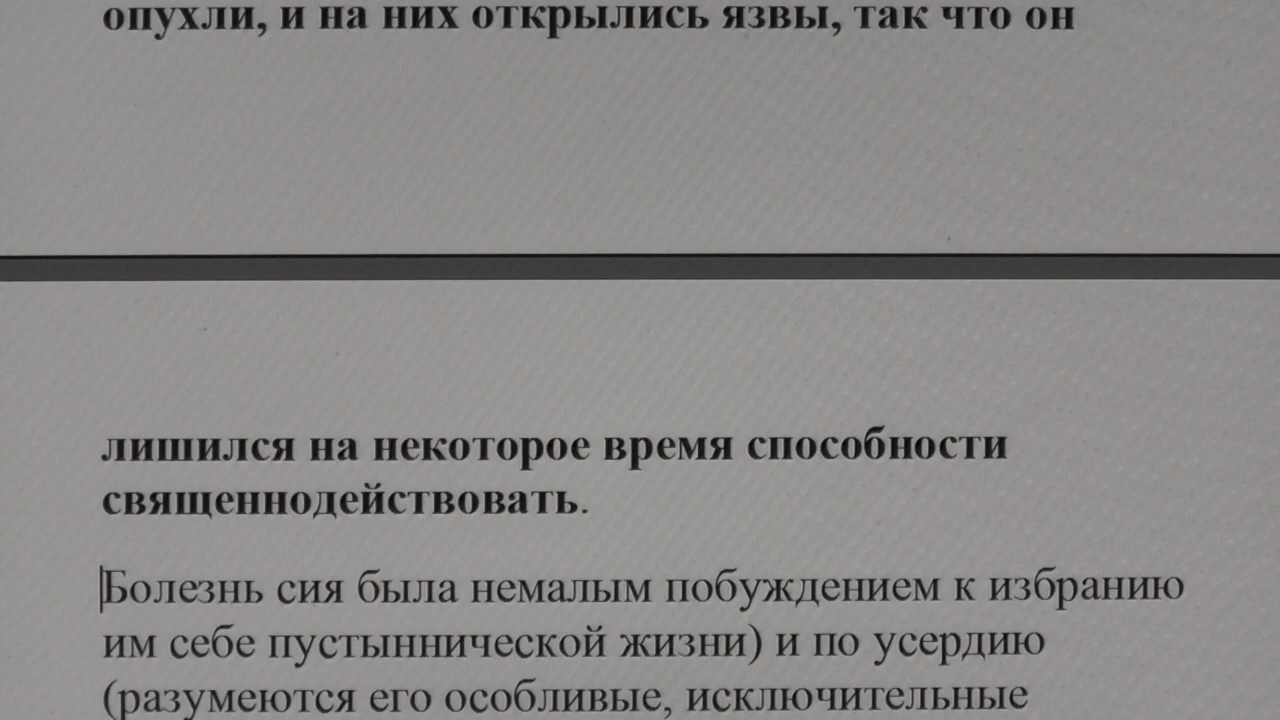 опухли, и на них открылись язвы, так что он
лишился на некоторое время способности
священнодействовать.
Болезнь сия была немалым побуждением к избранию
им себе пустыннической жизни) и по усердию
(разумеются его особливые, исключительные